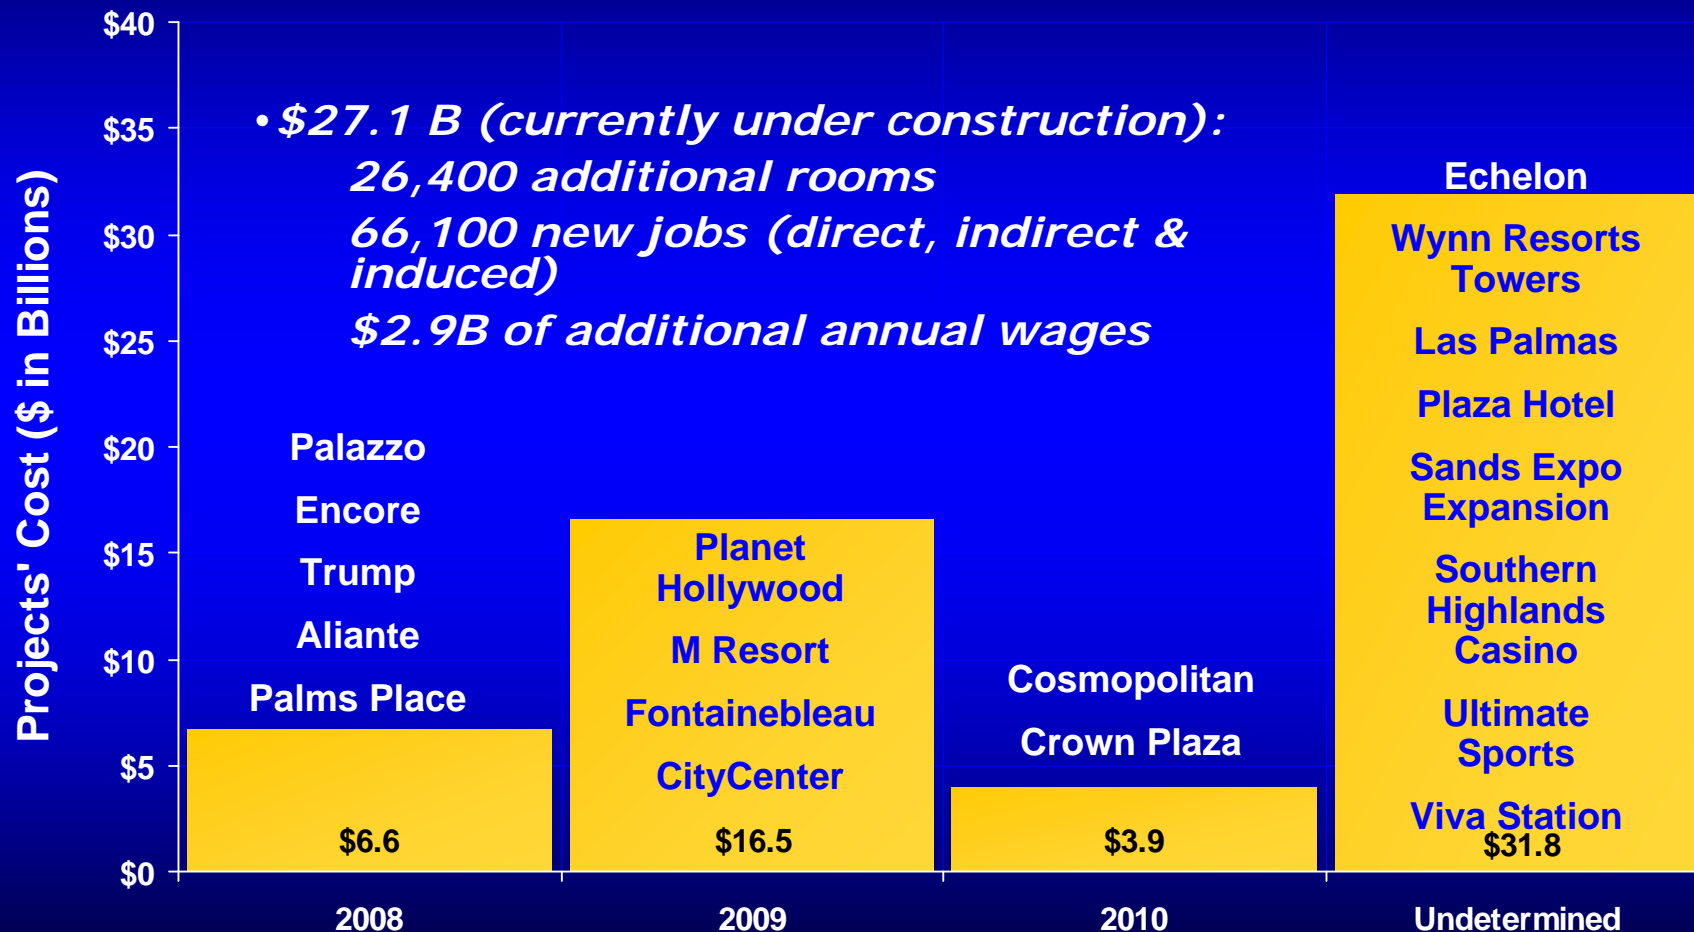 Projects' Cost ($ in Billions)
$40
$35
$30
$25
$20
$15
$10
$5
$0
• $27.1 B (currently under construction):
26,400 additional rooms
66,100 new jobs (direct, indirect &
induced)
$2.9B of additional annual wages
Palazzo
Encore
Trump
Aliante
Palms Place
$6.6
2008
Planet
Hollywood
M Resort
Fontainebleau
CityCenter
$16.5
2009
Cosmopolitan
Crown Plaza
$3.9
2010
Echelon
Wynn Resorts
Towers
Las Palmas
Plaza Hotel
Sands Expo
Expansion
Southern
Highlands
Casino
Ultimate
Sports
Viva Station
$31.8
Undetermined